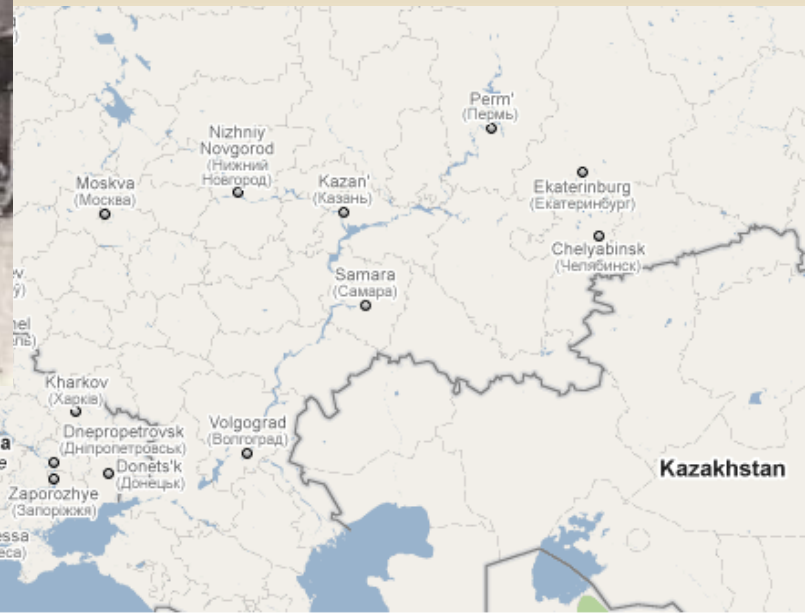 Perm'
(Пермь)
Nizhniy
Novgorod
(Нижний
Новгород)
Moskva
(Москва)
Kazan'
(Казань)
Ekaterinburg
(Екатеринбург)
Chelyabinsk
(Челябинск)
Samara
(Самара)
Kharkov
(Харків)
Volgograd
(Волгоград)
Dnepropetrovsk
(Дніпропетровськ)
Donets'k
(Донецьк)
Zaporozhye
(Запоріжжя)
Kazakhstan